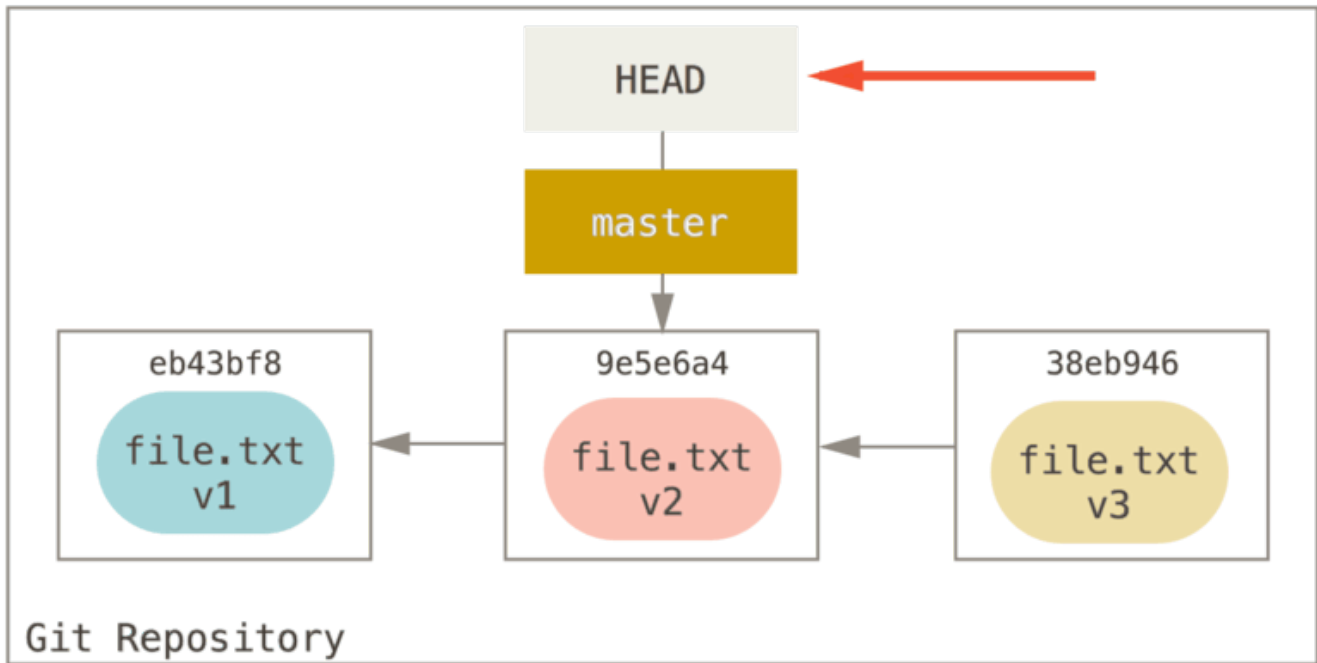 HEAD
master
eb43bf8
file.txt
v1
9e5e6a4
file.txt
v2
38eb946
file.txt
v3
Git Repository